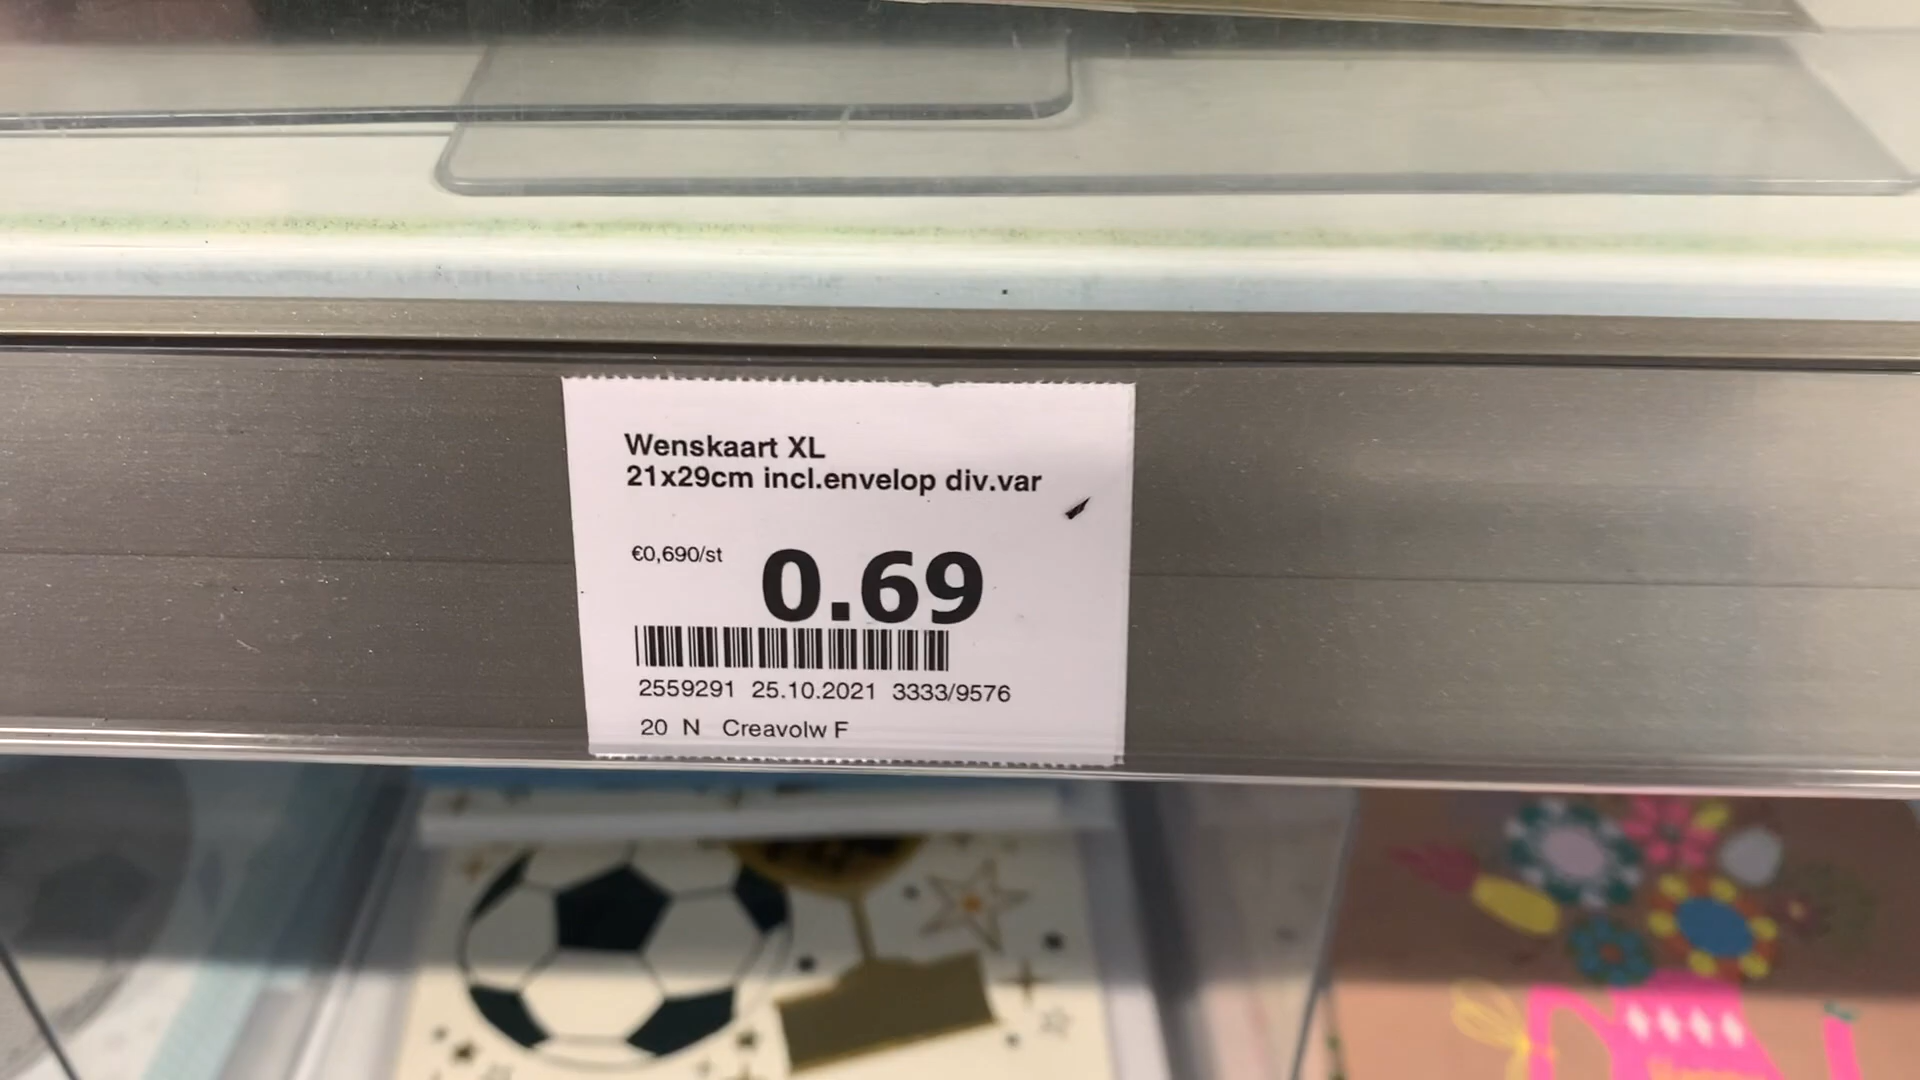 Wenskaart XL
21x29cm incl.envelop div.var
€0,690/st 0.69
2559291 25.10.2021 3333/9576
20 N Creavolw F